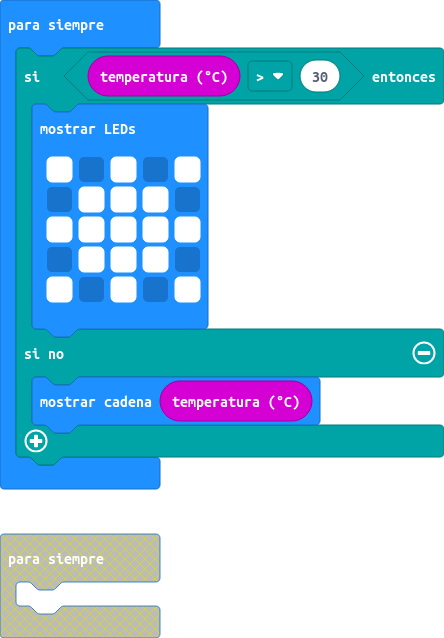 para siempre
si temperatura (°C) > 30 entonces
mostrar LEDs
si no
mostrar cadena temperatura (°C)
para siempre